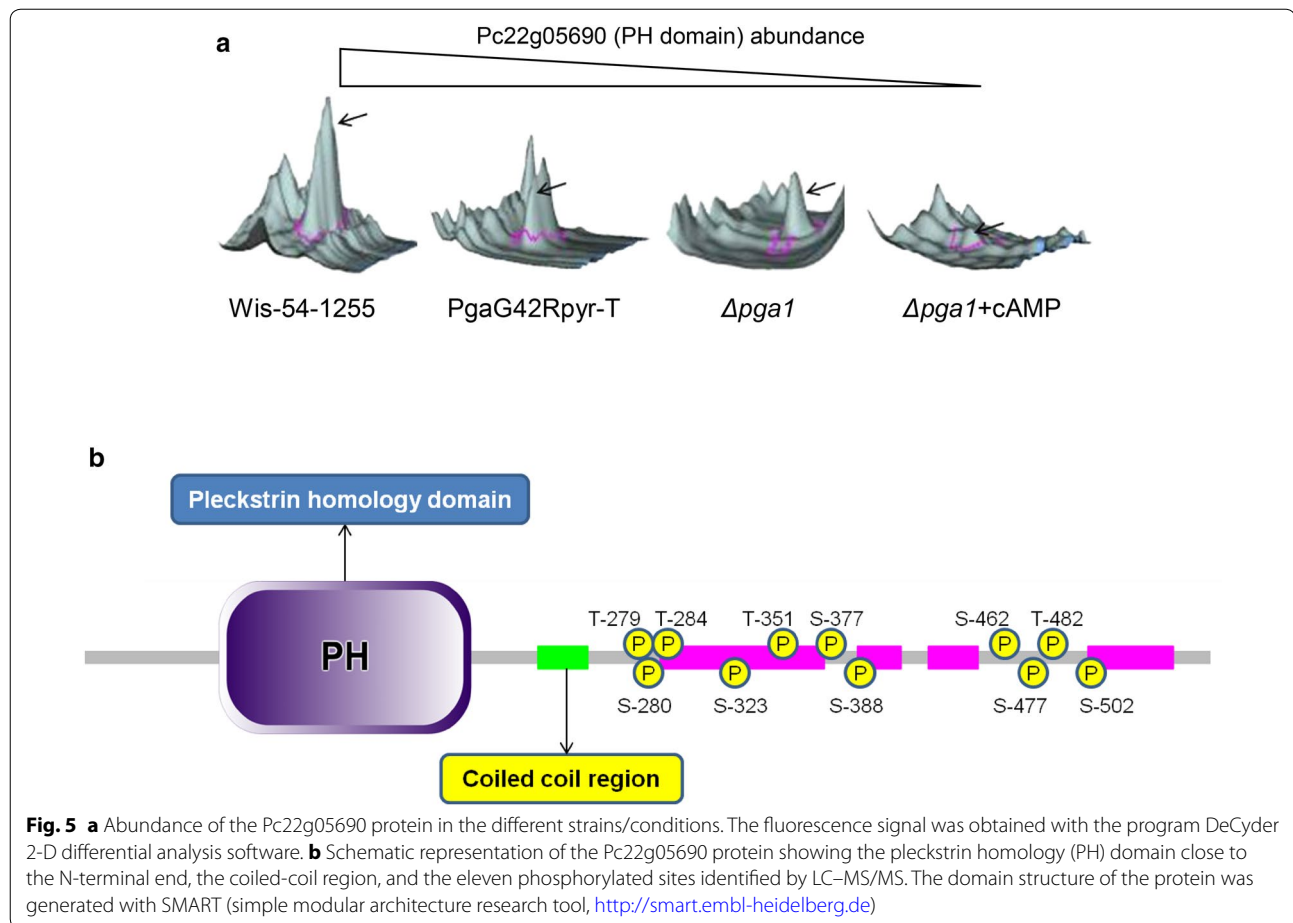 a
Pc22g05690 (PH domain) abundance
Wis-54-1255 PgaG42Rpyr-T Δpga1 Δpga1+cAMP
b
Pleckstrin homology domain
PH
T-279 T-284 T-351 S-377 S-462 T-482
P P P P P P
P P P P P
S-280 S-323 S-388 S-477 S-502
Coiled coil region
Fig. 5 a Abundance of the Pc22g05690 protein in the different strains/conditions. The fluorescence signal was obtained with the program DeCyder
2-D differential analysis software. b Schematic representation of the Pc22g05690 protein showing the pleckstrin homology (PH) domain close to
the N-terminal end, the coiled-coil region, and the eleven phosphorylated sites identified by LC–MS/MS. The domain structure of the protein was
generated with SMART (simple modular architecture research tool, http://smart.embl-heidelberg.de)